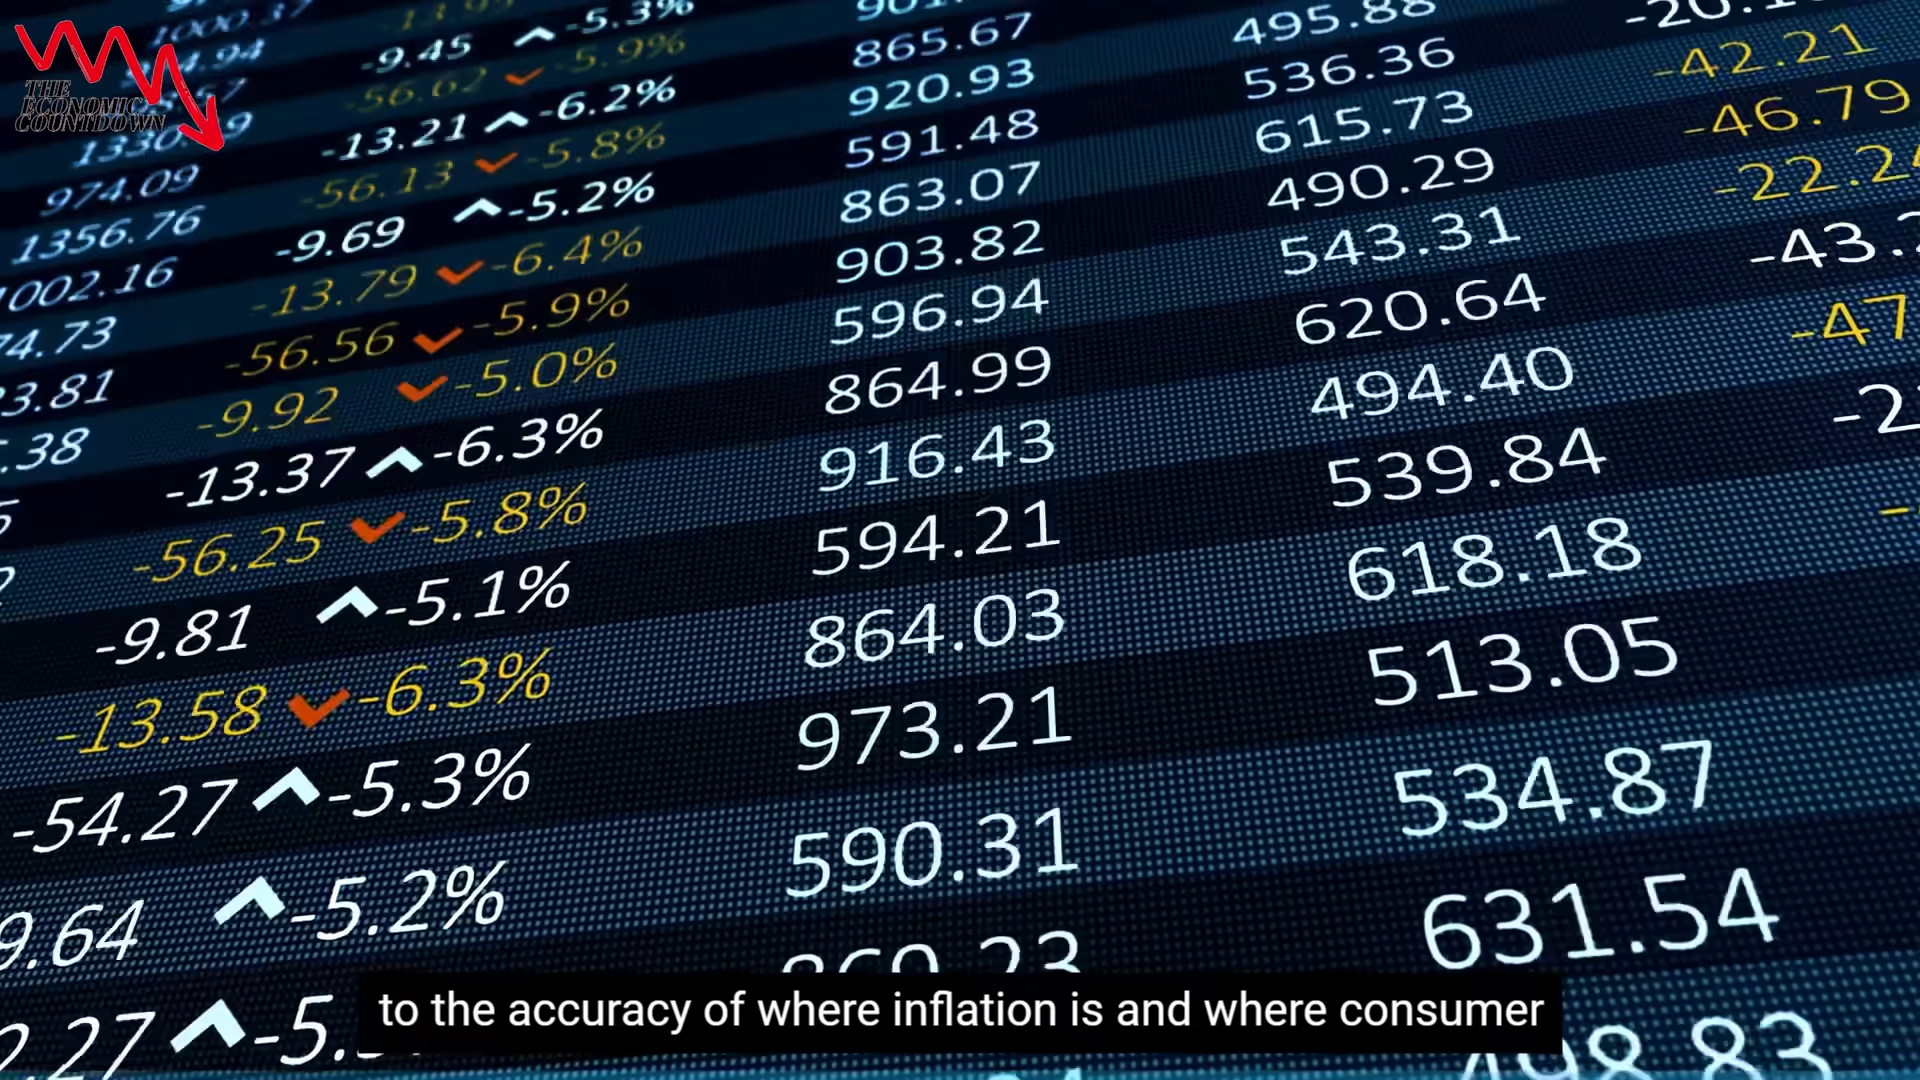 THE
ECONOMIC
COUNTDOWN
-9.45 -5.3%
-56.62 -5.9% 865.67 495.88
-13.21 -6.2% 920.93 536.36 -42.21
974.09 -56.13 -5.8% 591.48 615.73 -46.79
1356.76 -9.69 -5.2% 863.07 490.29
1002.16 -13.79 -6.4% 903.82 543.31
-56.56 -5.9% 596.94 620.64
-9.92 -5.0% 864.99 494.40
-13.37 -6.3% 916.43 539.84
-56.25 -5.8% 594.21 618.18
-9.81 -5.1% 864.03 513.05
-13.58 -6.3% 973.21 534.87
-54.27 -5.3% 590.31 631.54
9.64 -5.2%
to the accuracy of where inflation is and where consumer